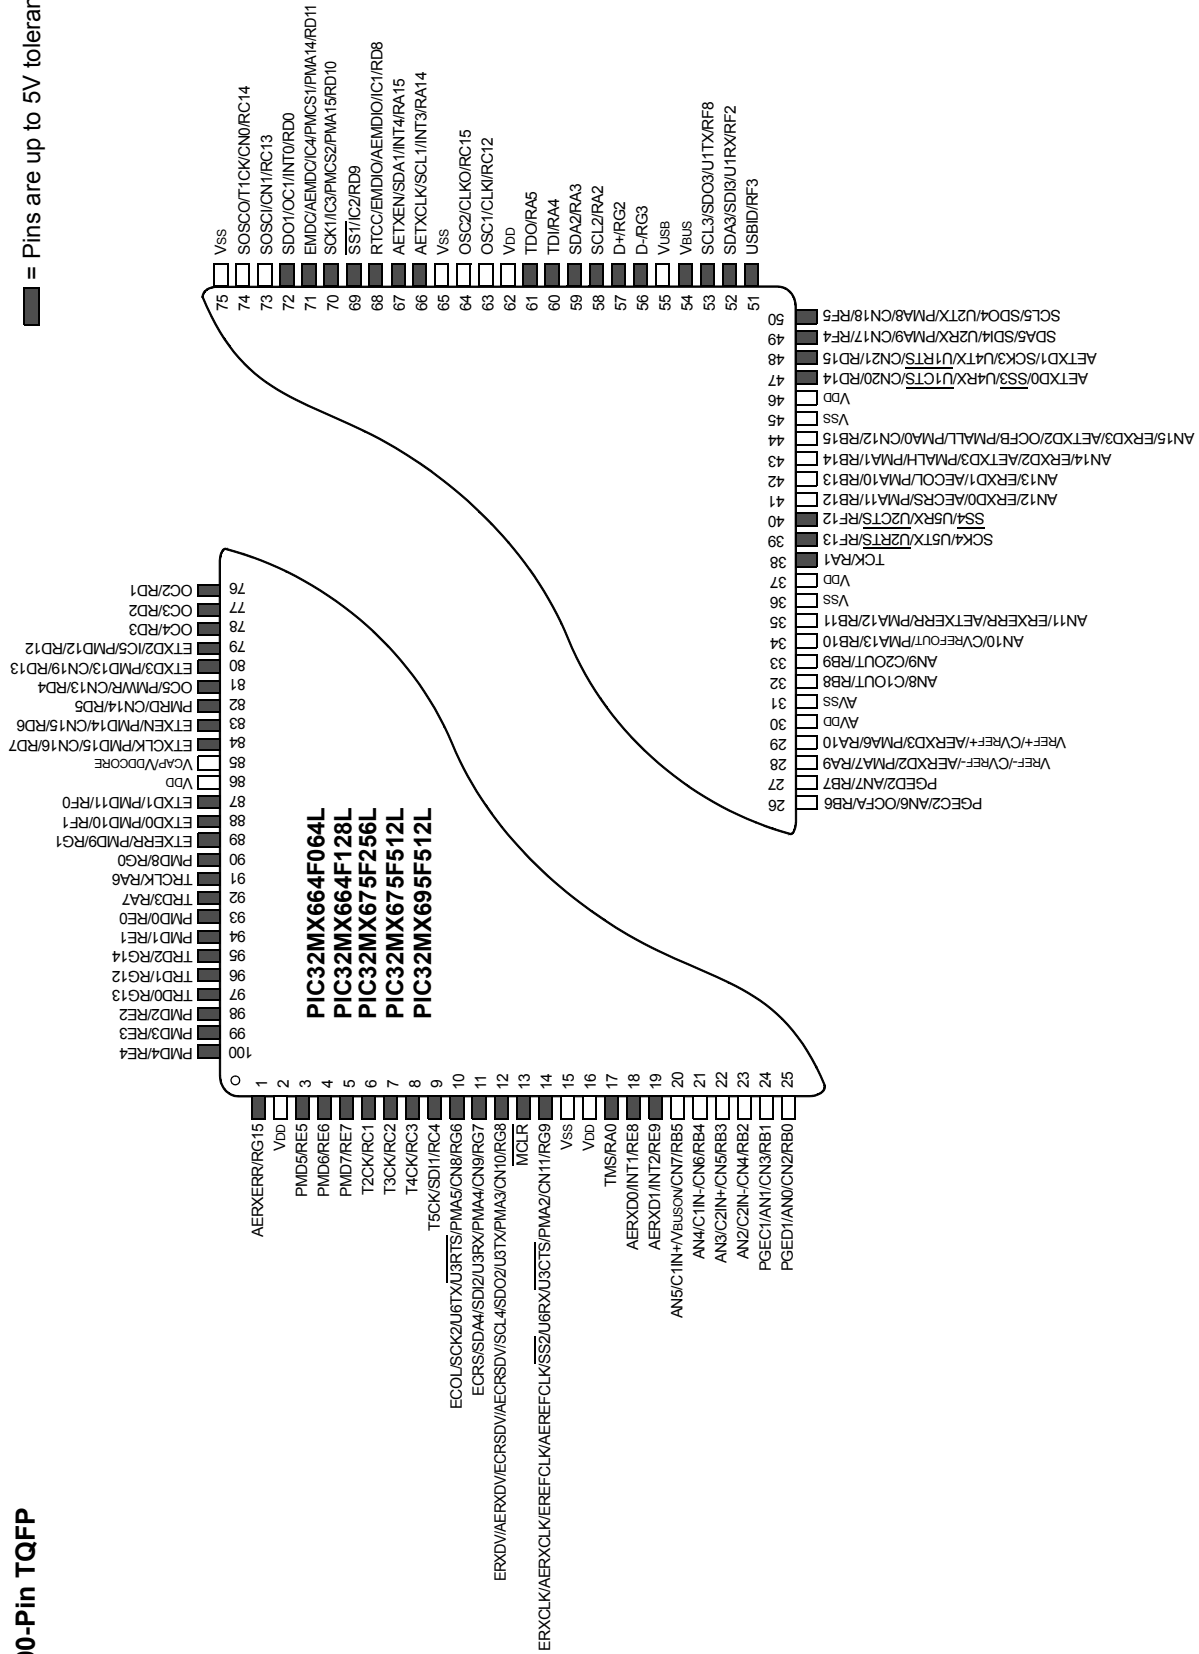 00-Pin TQFP
= Pins are up to 5V toleran
PIC32MX664F064L
PIC32MX664F128L
PIC32MX675F256L
PIC32MX675F512L
PIC32MX695F512L
1 AERXERR/RG15
2 VDD
3 PMD5/RE5
4 PMD6/RE6
5 PMD7/RE7
6 T2CK/RC1
7 T3CK/RC2
8 T4CK/RC3
9 T5CK/SDI1/RC4
10 ECOL/SCK2/U6TX/U3RTS/PMA5/CN8/RG6
11 ECRS/SDA4/SDI2/U3RX/PMA4/CN9/RG7
12 ERXDV/AERXDV/ECRSDV/AECRSDV/SCL4/SDO2/U3TX/PMA3/CN10/RG8
13 MCLR
14 ERXCLK/AERXCLK/EREFCLK/AEREFCLK/SS2/U6RX/U3CTS/PMA2/CN11/RG9
15 VSS
16 VDD
17 TMS/RA0
18 AERXD0/INT1/RE8
19 AERXD1/INT2/RE9
20 AN5/C1IN+/VBUSON/CN7/RB5
21 AN4/C1IN-/CN6/RB4
22 AN3/C2IN+/CN5/RB3
23 AN2/C2IN-/CN4/RB2
24 PGEC1/AN1/CN3/RB1
25 PGED1/AN0/CN2/RB0
26 PGEC2/AN6/OCFA/RB6
27 PGED2/AN7/RB7
28 VREF-/CVREF-/AERXD2/PMA7/RA9
29 VREF+/CVREF+/AERXD3/PMA6/RA10
30 AVDD
31 AVSS
32 AN8/C1OUT/RB8
33 AN9/C2OUT/RB9
34 AN10/CVREFOUT/PMA13/RB10
35 AN11/ERXERR/AETXERR/PMA12/RB11
36 VSS
37 VDD
38 TCK/RA1
39 SCK4/U5TX/U2RTS/RF13
40 SS4/U5RX/U2CTS/RF12
41 AN12/ERXD0/AECRS/PMA11/RB12
42 AN13/ERXD1/AECOL/PMA10/RB13
43 AN14/ERXD2/AETXD3/PMALH/PMA1/RB14
44 AN15/ERXD3/AETXD2/OCFB/PMALL/PMA0/CN12/RB15
45 VSS
46 VDD
47 AETXD0/SS3/U4RX/U1CTS/CN20/RD14
48 AETXD1/SCK3/U4TX/U1RTS/CN21/RD15
49 SDA5/SDI4/U2RX/PMA9/CN17/RF4
50 SCL5/SDO4/U2TX/PMA8/CN18/RF5
75 VSS
74 SOSCO/T1CK/CN0/RC14
73 SOSCI/CN1/RC13
72 SDO1/OC1/INT0/RD0
71 EMDC/AEMDC/IC4/PMCS1/PMA14/RD11
70 SCK1/IC3/PMCS2/PMA15/RD10
69 SS1/IC2/RD9
68 RTCC/EMDIO/AEMDIO/IC1/RD8
67 AETXEN/SDA1/INT4/RA15
66 AETXCLK/SCL1/INT3/RA14
65 VSS
64 OSC2/CLKO/RC15
63 OSC1/CLKI/RC12
62 VDD
61 TDO/RA5
60 TDI/RA4
59 SDA2/RA3
58 SCL2/RA2
57 D+/RG2
56 D-/RG3
55 VUSB
54 VBUS
53 SCL3/SDO3/U1TX/RF8
52 SDA3/SDI3/U1RX/RF2
51 USBID/RF3
76 OC2/RD1
77 OC3/RD2
78 OC4/RD3
79 ETXD2/IC5/PMD12/RD12
80 ETXD3/PMD13/CN19/RD13
81 OC5/PMWR/CN13/RD4
82 PMRD/CN14/RD5
83 ETXEN/PMD14/CN15/RD6
84 ETXCLK/PMD15/CN16/RD7
85 VCAP/VDDCORE
86 VDD
87 ETXD1/PMD11/RF0
88 ETXD0/PMD10/RF1
89 ETXERR/PMD9/RG1
90 PMD8/RG0
91 TRCLK/RA6
92 TRD3/RA7
93 PMD0/RE0
94 PMD1/RE1
95 TRD2/RG14
96 TRD1/RG12
97 TRD0/RG13
98 PMD2/RE2
99 PMD3/RE3
100 PMD4/RE4